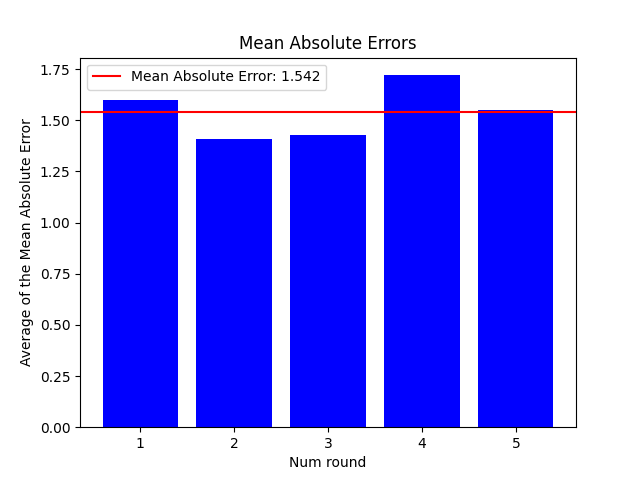 Mean Absolute Errors
Mean Absolute Error: 1.542
Average of the Mean Absolute Error
1.75
1.50
1.25
1.00
0.75
0.50
0.25
0.00
1 2 3 4 5
Num round